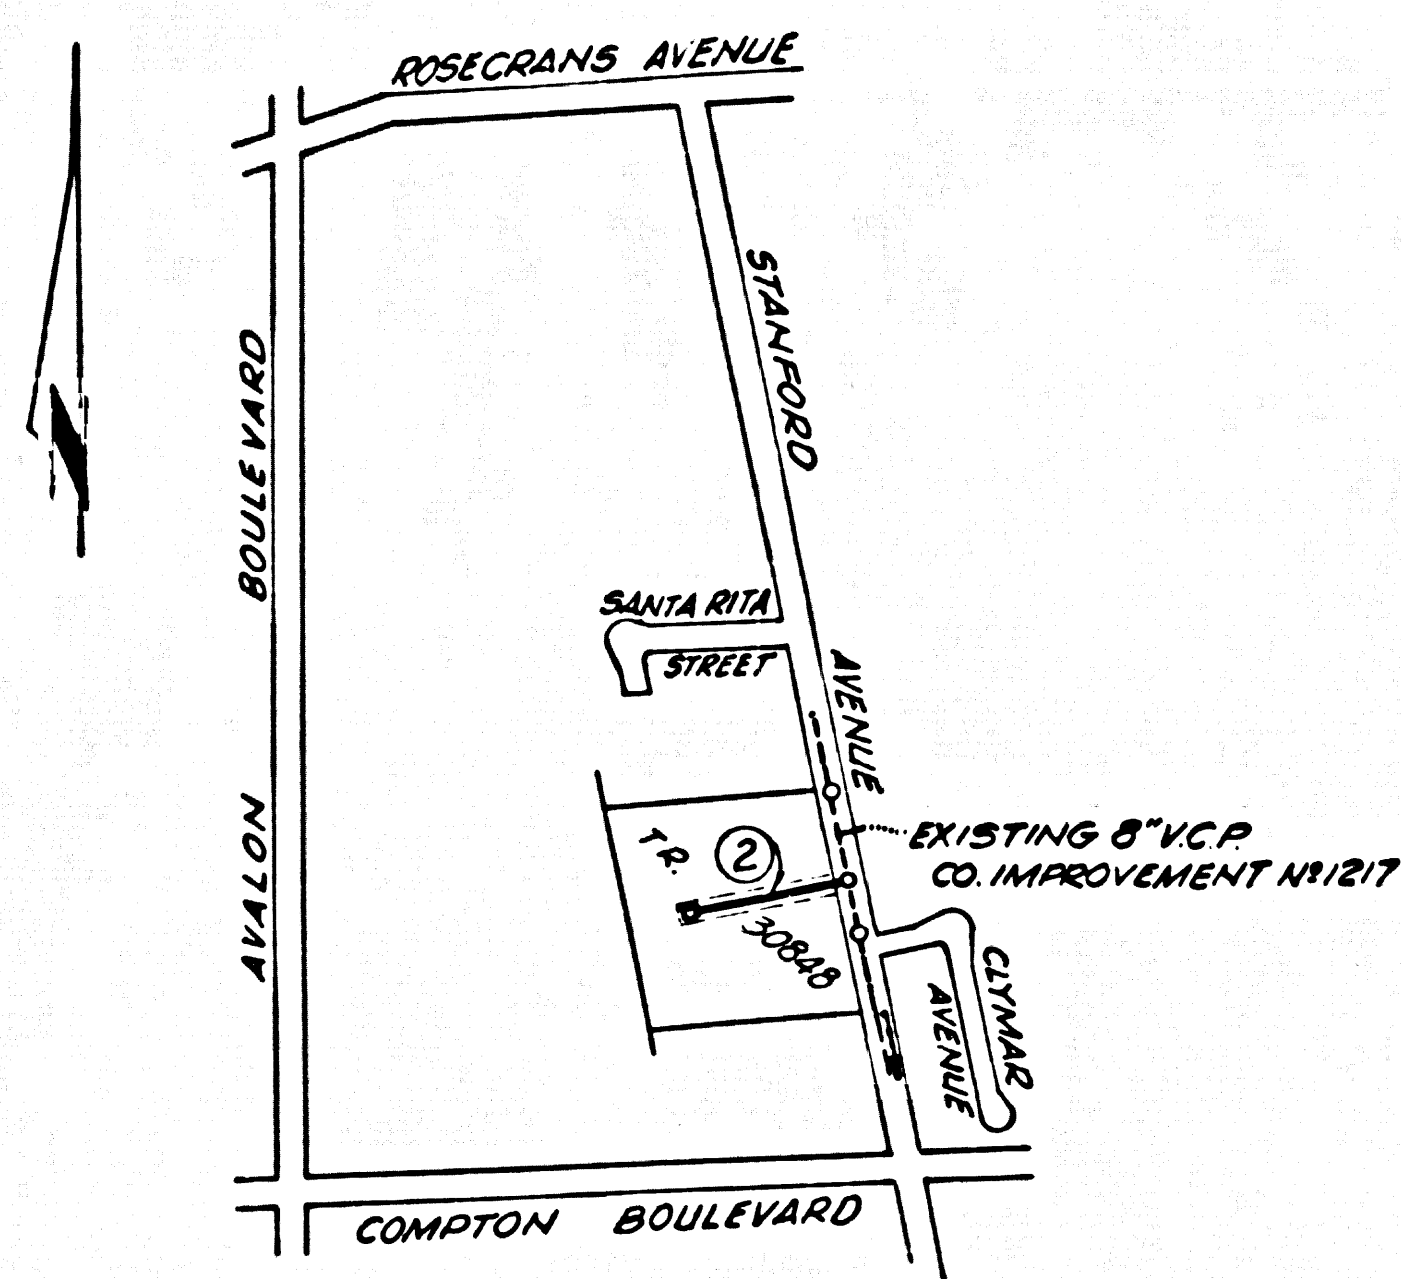 ROSECRANS AVENUE
STANFORD AVENUE
N
AVALON BOULEVARD
SANTA RITA
STREET
TR. 30848
2
EXISTING 8" V.C.P.
CO. IMPROVEMENT Nº 1217
CLYMAR
AVENUE
COMPTON BOULEVARD